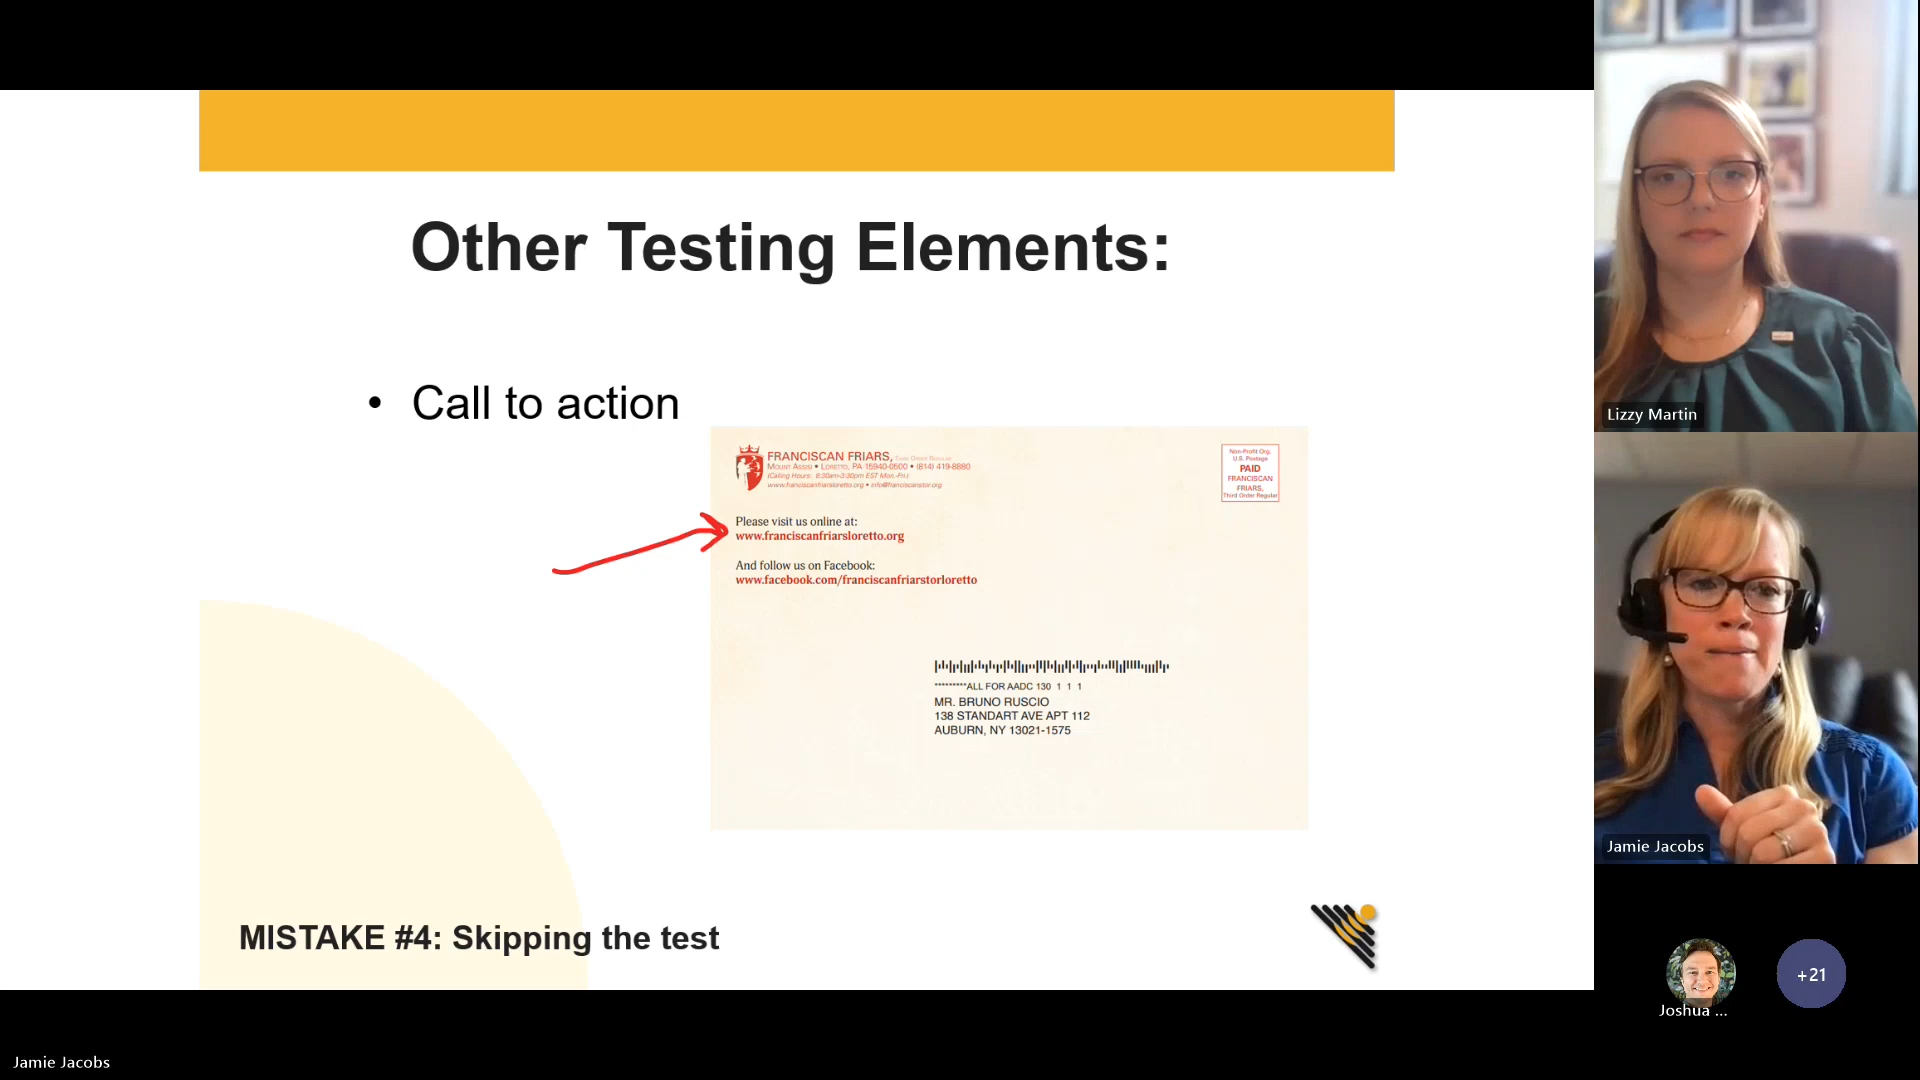 Other Testing Elements:
• Call to action
FRANCISCAN FRIARS, Third Order Regular
Mount Assisi • Loretto, PA 15940-0500 • (814) 419-8880
(Calling Hours: 8:30am-3:30pm EST Mon.-Fri.)
www.franciscanfriarsloretto.org • info@franciscanstor.org
Non-Profit Org.
U.S. Postage
PAID
FRANCISCAN
FRIARS,
Third Order Regular
Please visit us online at:
www.franciscanfriarsloretto.org
And follow us on Facebook:
www.facebook.com/franciscanfriarstorloretto
*********ALL FOR AADC 130 1 1 1
MR. BRUNO RUSCIO
138 STANDART AVE APT 112
AUBURN, NY 13021-1575
MISTAKE #4: Skipping the test
Lizzy Martin
Jamie Jacobs
Joshua ...
+21
Jamie Jacobs